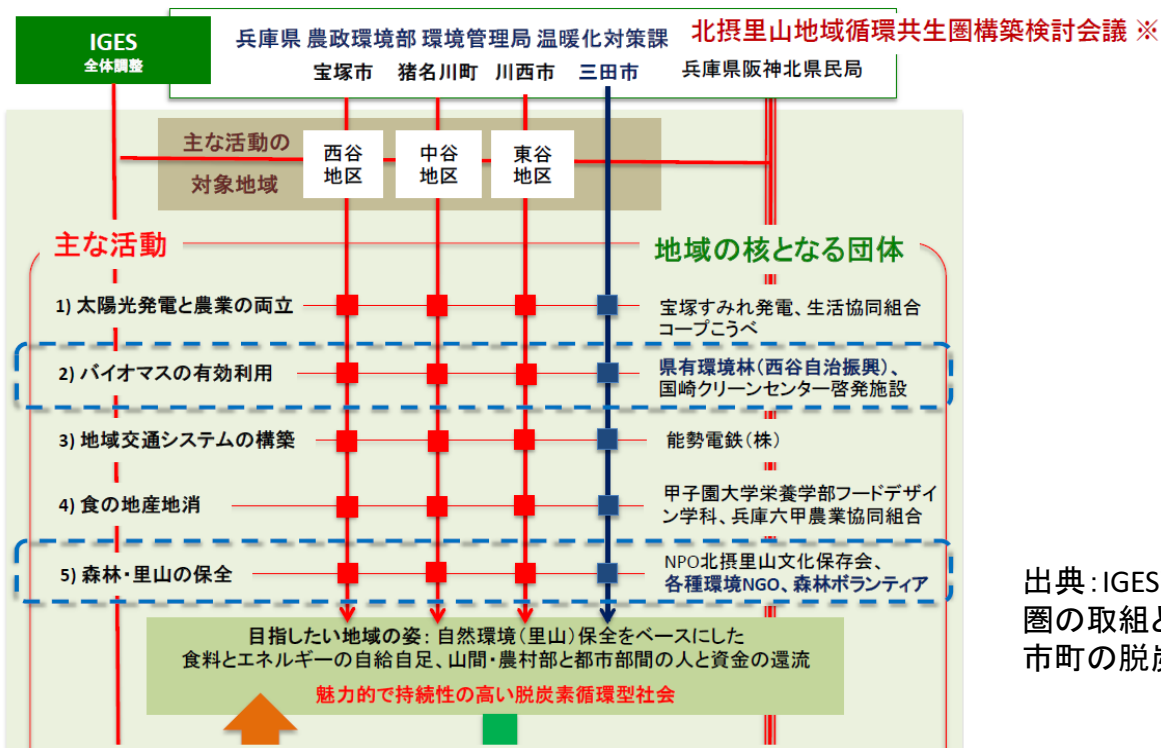 IGES
全体調整
兵庫県 農政環境部 環境管理局 温暖化対策課
北摂里山地域循環共生圏構築検討会議 ※
宝塚市 猪名川町 川西市 三田市 兵庫県阪神北県民局
主な活動の
対象地域
西谷
地区
中谷
地区
東谷
地区
主な活動
地域の核となる団体
1) 太陽光発電と農業の両立
宝塚すみれ発電、生活協同組合
コープこうべ
2) バイオマスの有効利用
県有環境林(西谷自治振興)、
国崎クリーンセンター啓発施設
3) 地域交通システムの構築
能勢電鉄(株)
4) 食の地産地消
甲子園大学栄養学部フードデザイ
ン学科、兵庫六甲農業協同組合
5) 森林・里山の保全
NPO北摂里山文化保存会、
各種環境NGO、森林ボランティア
目指したい地域の姿: 自然環境(里山)保全をベースにした
食料とエネルギーの自給自足、山間・農村部と都市部間の人と資金の還流
魅力的で持続性の高い脱炭素循環型社会
出典:IGES
圏の取組と
市町の脱炭